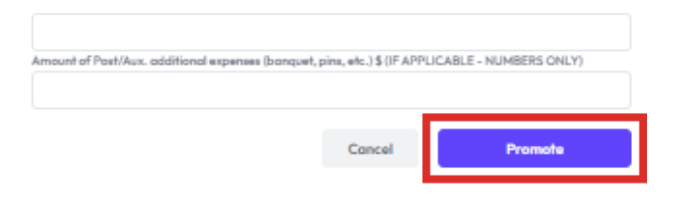 Amount of Post/Aux. additional expenses (banquet, pins, etc.) $ (IF APPLICABLE - NUMBERS ONLY)
Cancel Promote